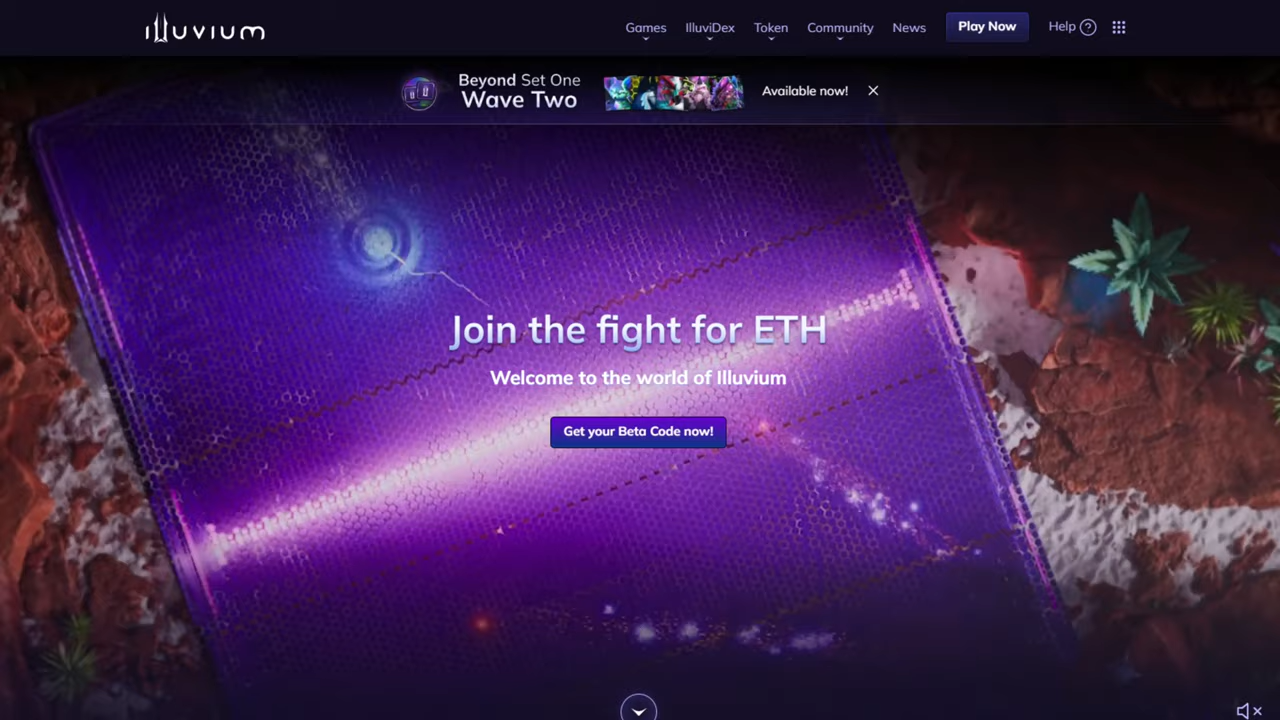 illuvium
Games IlluviDex Token Community News Play Now Help
Beyond Set One
Wave Two
Available now!
Join the fight for ETH
Welcome to the world of Illuvium
Get your Beta Code now!